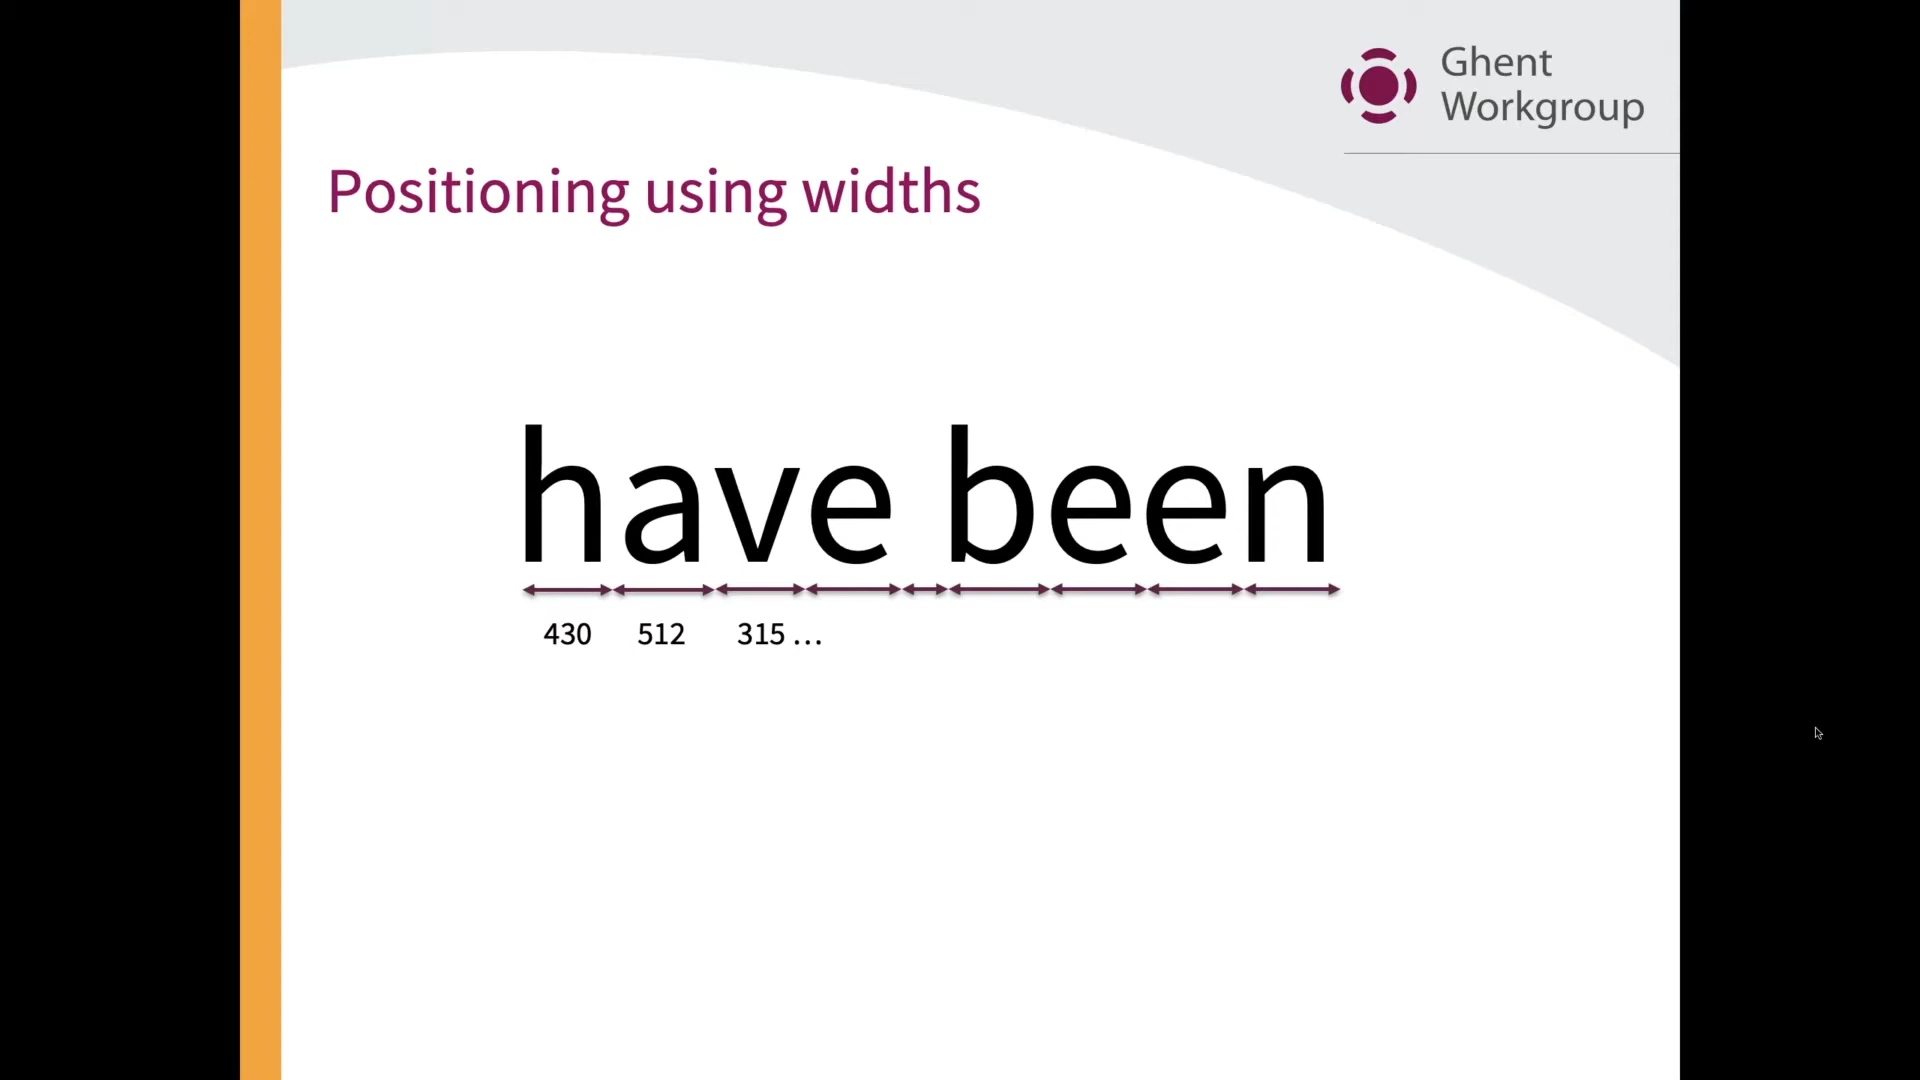 Ghent
Workgroup
Positioning using widths
have been
430 512 315 ...